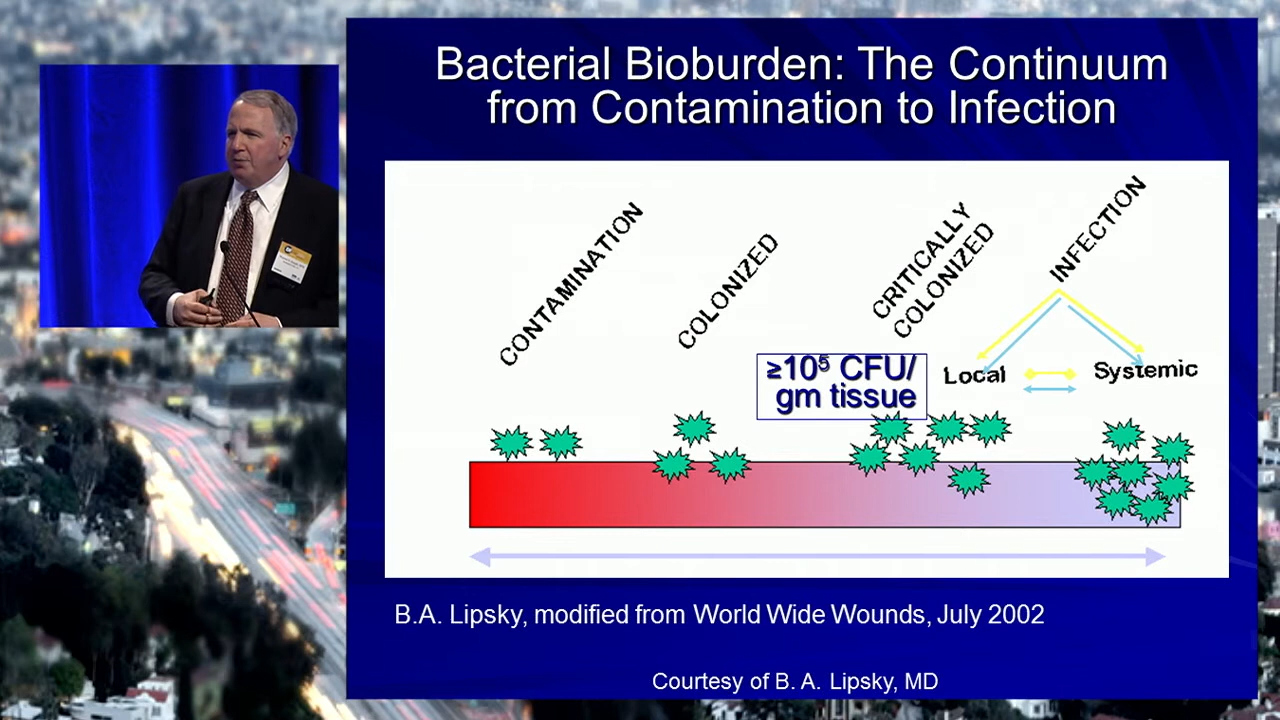 Bacterial Bioburden: The Continuum
from Contamination to Infection
CONTAMINATION
COLONIZED
CRITICALLY
COLONIZED
INFECTION
≥10⁵ CFU/
gm tissue
Local
Systemic
B.A. Lipsky, modified from World Wide Wounds, July 2002
Courtesy of B. A. Lipsky, MD